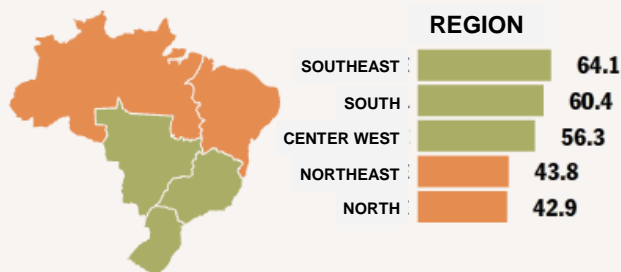 REGION
SOUTHEAST 64.1
SOUTH 60.4
CENTER WEST 56.3
NORTHEAST 43.8
NORTH 42.9